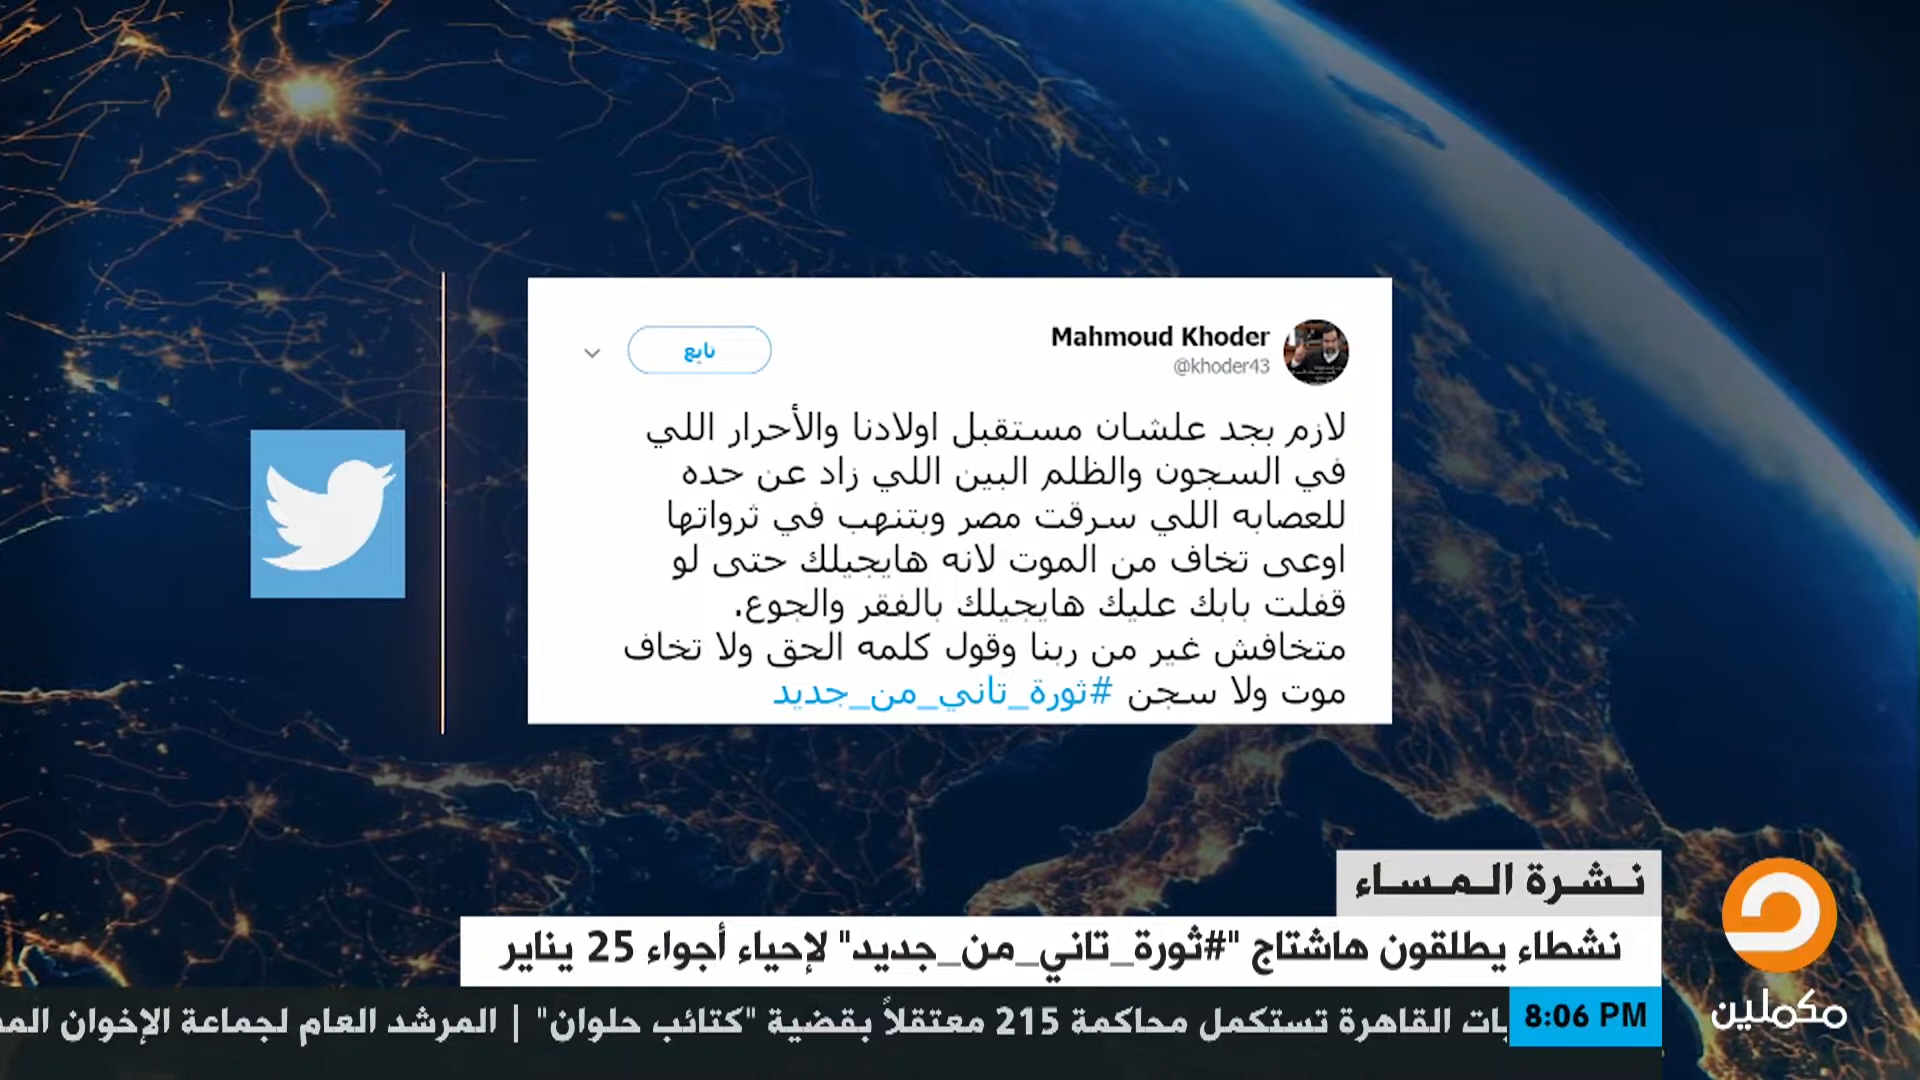 Mahmoud Khoder
@khoder43
تابع
لازم بجد علشان مستقبل اولادنا والأحرار اللي
في السجون والظلم البين اللي زاد عن حده
للعصابه اللي سرقت مصر وبتنهب في ثرواتها
اوعى تخاف من الموت لانه هايجيلك حتى لو
قفلت بابك عليك هايجيلك بالفقر والجوع.
متخافش غير من ربنا وقول كلمه الحق ولا تخاف
موت ولا سجن #ثورة_تاني_من_جديد
نـشـرة الـمـسـاء
نشطاء يطلقون هاشتاج "#ثورة_تاني_من_جديد" لإحياء أجواء 25 يناير
8:06 PM
القاهرة تستكمل محاكمة 215 معتقلاً بقضية "كتائب حلوان" | المرشد العام لجماعة الإخوان
مكملين